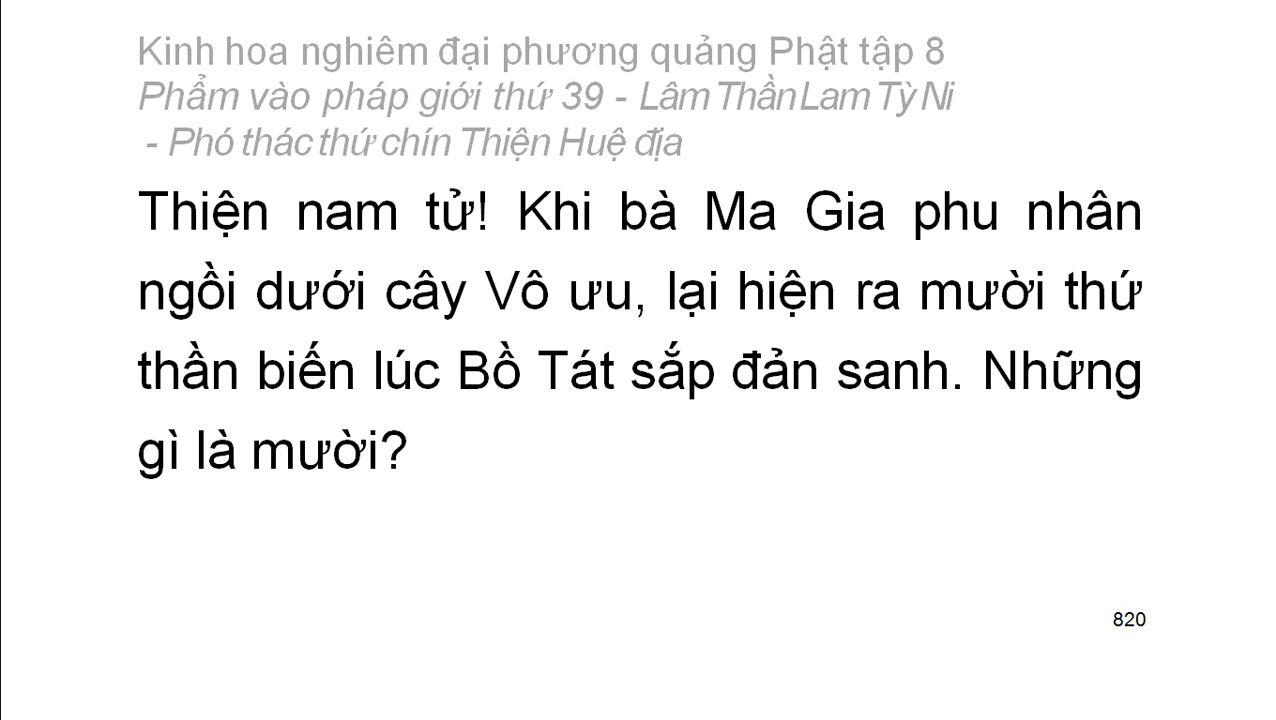 Kinh hoa nghiêm đại phương quảng Phật tập 8
Phẩm vào pháp giới thứ 39 - Lâm Thần Lam Tỳ Ni
- Phó thác thứ chín Thiện Huệ địa
Thiện nam tử! Khi bà Ma Gia phu nhân
ngồi dưới cây Vô ưu, lại hiện ra mười thứ
thần biến lúc Bồ Tát sắp đản sanh. Những
gì là mười?
820